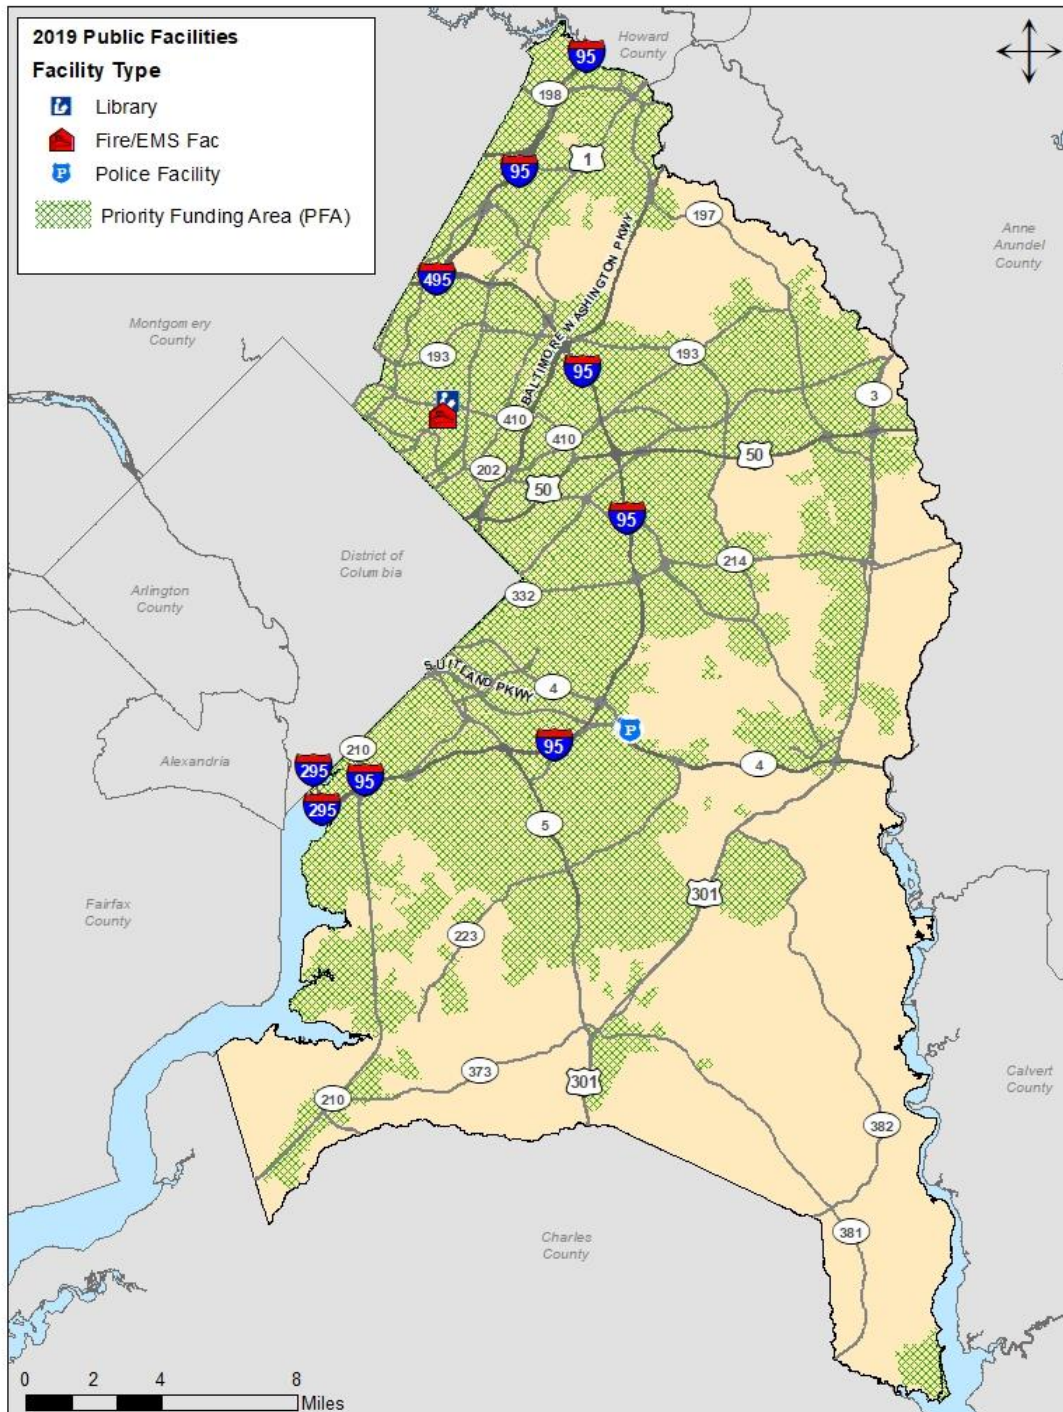 2019 Public Facilities
Facility Type
Library
Fire/EMS Fac
P Police Facility
Priority Funding Area (PFA)
Howard
County
95
198
1
95
197
Anne
Arundel
County
495
Montgomery
County
BALTIMORE WASHINGTON PKWY
193
193
95
3
410
410
202
50
50
95
District of
Columbia
214
Arlington
County
332
SUITLAND PKWY
4
P
95
210
4
Alexandria
295
95
295
5
301
Fairfax
County
223
373
301
Calvert
County
210
382
381
Charles
County
0 2 4 8
Miles